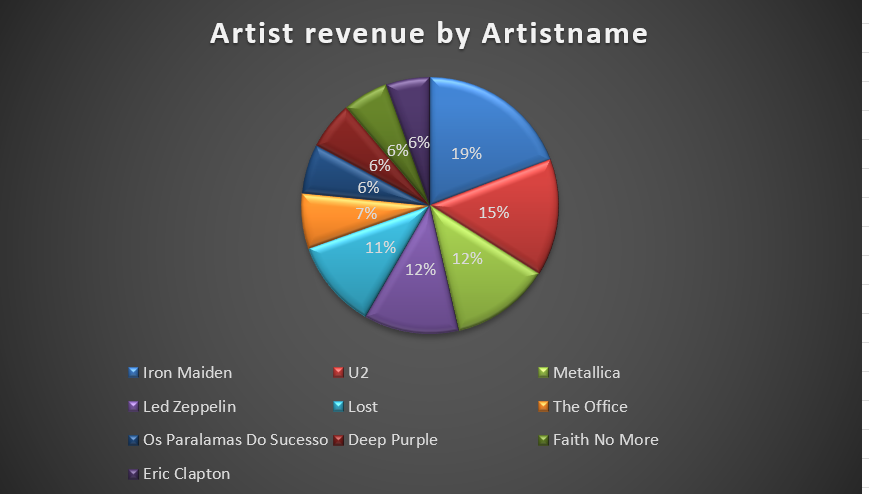 Artist revenue by Artistname
19%
15%
12%
12%
11%
7%
6%
6%
6%
6%
Iron Maiden U2 Metallica
Led Zeppelin Lost The Office
Os Paralamas Do Sucesso Deep Purple Faith No More
Eric Clapton